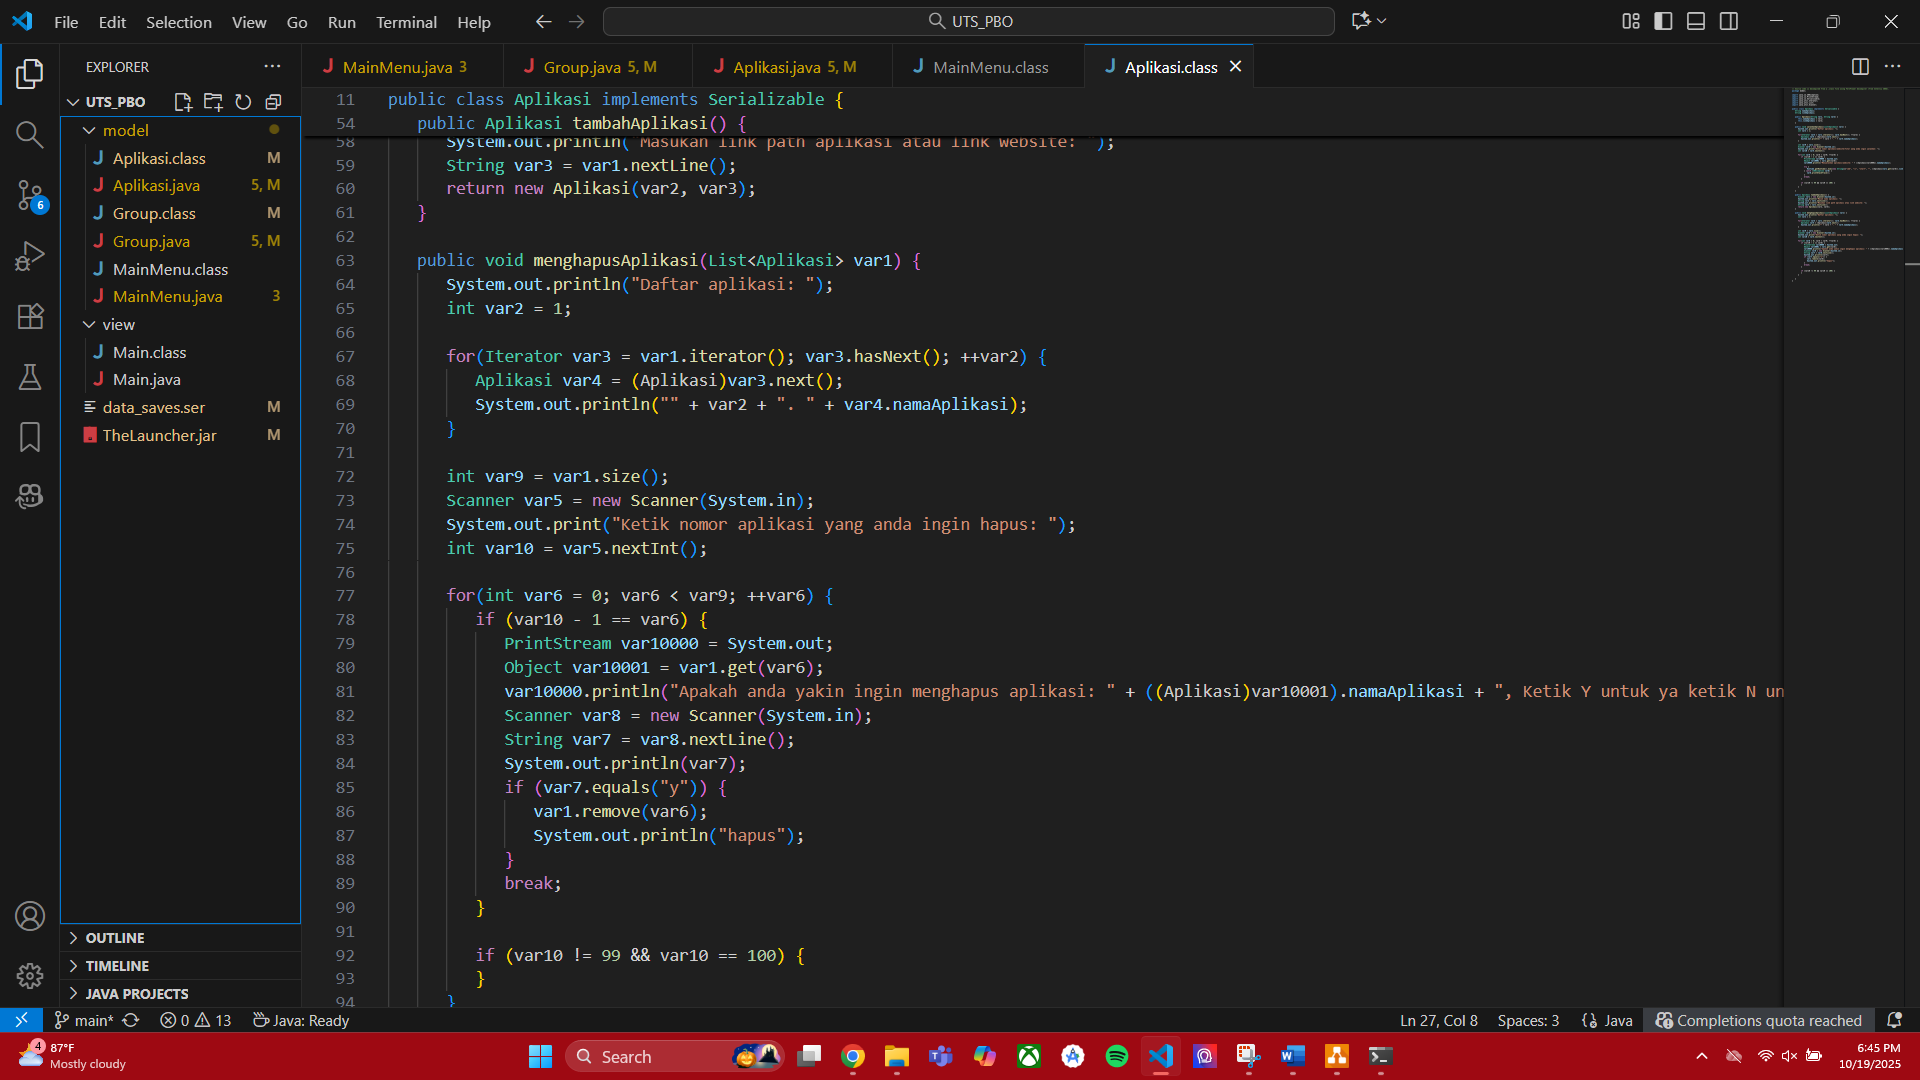 File Edit Selection View Go Run Terminal Help UTS_PBO
EXPLORER
UTS_PBO
model
Aplikasi.class M
Aplikasi.java 5, M
Group.class M
Group.java 5, M
MainMenu.class
MainMenu.java 3
view
Main.class
Main.java
data_saves.ser M
TheLauncher.jar M
OUTLINE
TIMELINE
JAVA PROJECTS
6
MainMenu.java 3 Group.java 5, M Aplikasi.java 5, M MainMenu.class Aplikasi.class
11 public class Aplikasi implements Serializable {
54 public Aplikasi tambahAplikasi() {
58 System.out.println("Masukan link path aplikasi atau link website: ");
59 String var3 = var1.nextLine();
60 return new Aplikasi(var2, var3);
61 }
62
63 public void menghapusAplikasi(List<Aplikasi> var1) {
64 System.out.println("Daftar aplikasi: ");
65 int var2 = 1;
66
67 for(Iterator var3 = var1.iterator(); var3.hasNext(); ++var2) {
68 Aplikasi var4 = (Aplikasi)var3.next();
69 System.out.println("" + var2 + ". " + var4.namaAplikasi);
70 }
71
72 int var9 = var1.size();
73 Scanner var5 = new Scanner(System.in);
74 System.out.print("Ketik nomor aplikasi yang anda ingin hapus: ");
75 int var10 = var5.nextInt();
76
77 for(int var6 = 0; var6 < var9; ++var6) {
78 if (var10 - 1 == var6) {
79 PrintStream var10000 = System.out;
80 Object var10001 = var1.get(var6);
81 var10000.println("Apakah anda yakin ingin menghapus aplikasi: " + ((Aplikasi)var10001).namaAplikasi + ", Ketik Y untuk ya ketik N un
82 Scanner var8 = new Scanner(System.in);
83 String var7 = var8.nextLine();
84 System.out.println(var7);
85 if (var7.equals("y")) {
86 var1.remove(var6);
87 System.out.println("hapus");
88 }
89 break;
90 }
91
92 if (var10 != 99 && var10 == 100) {
93 }
94 }
main* 0 13 Java: Ready Ln 27, Col 8 Spaces: 3 {} Java Completions quota reached
4
87°F
Mostly cloudy
Search
6:45 PM
10/19/2025